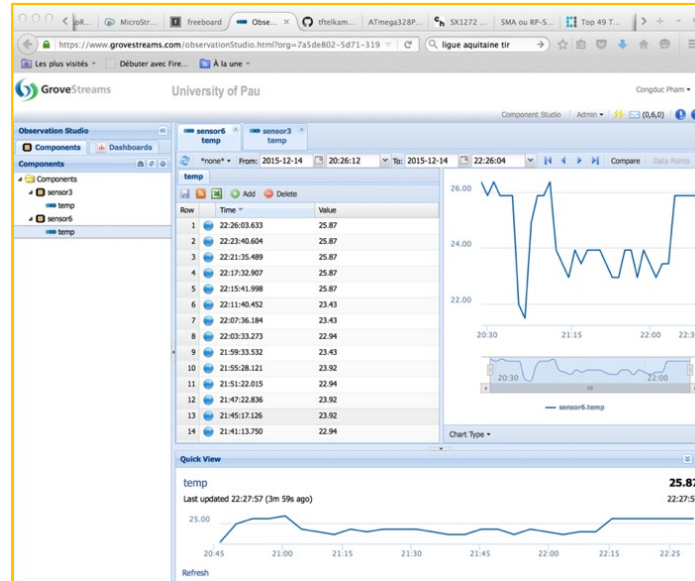 MicroStr...
freeboard
Obse...
tftelkam...
ATmega328P...
SX1272 ...
SMA ou RP-S...
Top 49 T...
https://www.grovestreams.com/observationStudio.html?org=7a5de802-5d71-319
ligue aquitaine tir
Les plus visités
Débuter avec Fire...
À la une
GroveStreams
University of Pau
Congduc Pham
Component Studio
Admin
(0,6,0)
Observation Studio
Components
Dashboards
Components
Components
sensor3
temp
sensor6
temp
sensor6
temp
sensor3
temp
*none*
From: 2015-12-14 20:26:12
To: 2015-12-14 22:26:04
Compare
Data Points
temp
Add
Delete
Row Time Value
1 22:26:03.633 25.87
2 22:23:40.604 25.87
3 22:21:35.489 25.87
4 22:17:32.907 25.87
5 22:15:41.998 25.87
6 22:11:40.452 23.43
7 22:07:36.184 23.43
8 22:03:33.273 22.94
9 21:59:33.532 23.43
10 21:55:28.121 23.92
11 21:51:22.015 22.94
12 21:47:22.836 23.92
13 21:45:17.126 23.92
14 21:41:13.750 22.94
26.00
24.00
22.00
20:30 21:15 22:00 22:3
20:30 22:00
sensor6.temp
Chart Type
Quick View
temp 25.87
Last updated 22:27:57 (3m 59s ago) 22:27:5
25.00
20:45 21:00 21:15 21:30 21:45 22:00 22:15 22:25
Refresh